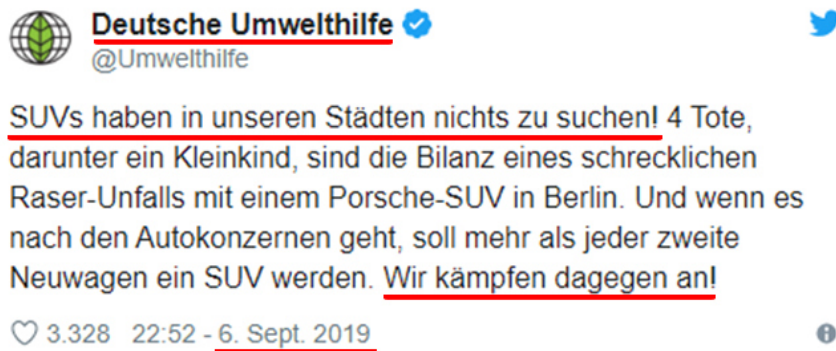 Deutsche Umwelthilfe
@Umwelthilfe
SUVs haben in unseren Städten nichts zu suchen! 4 Tote,
darunter ein Kleinkind, sind die Bilanz eines schrecklichen
Raser-Unfalls mit einem Porsche-SUV in Berlin. Und wenn es
nach den Autokonzernen geht, soll mehr als jeder zweite
Neuwagen ein SUV werden. Wir kämpfen dagegen an!
3.328 22:52 - 6. Sept. 2019